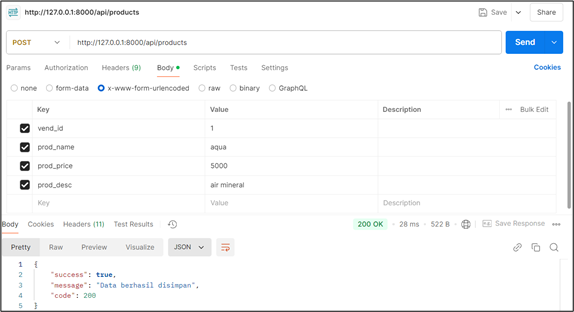 http://127.0.0.1:8000/api/products
Save
Share
POST
http://127.0.0.1:8000/api/products
Send
Params Authorization Headers (9) Body Scripts Tests Settings Cookies
none form-data x-www-form-urlencoded raw binary GraphQL
Key Value Description Bulk Edit
vend_id 1
prod_name aqua
prod_price 5000
prod_desc air mineral
Key Value Description
Body Cookies Headers (11) Test Results 200 OK 28 ms 522 B Save Response
Pretty Raw Preview Visualize JSON
1 {
2 "success": true,
3 "message": "Data berhasil disimpan",
4 "code": 200
5 }